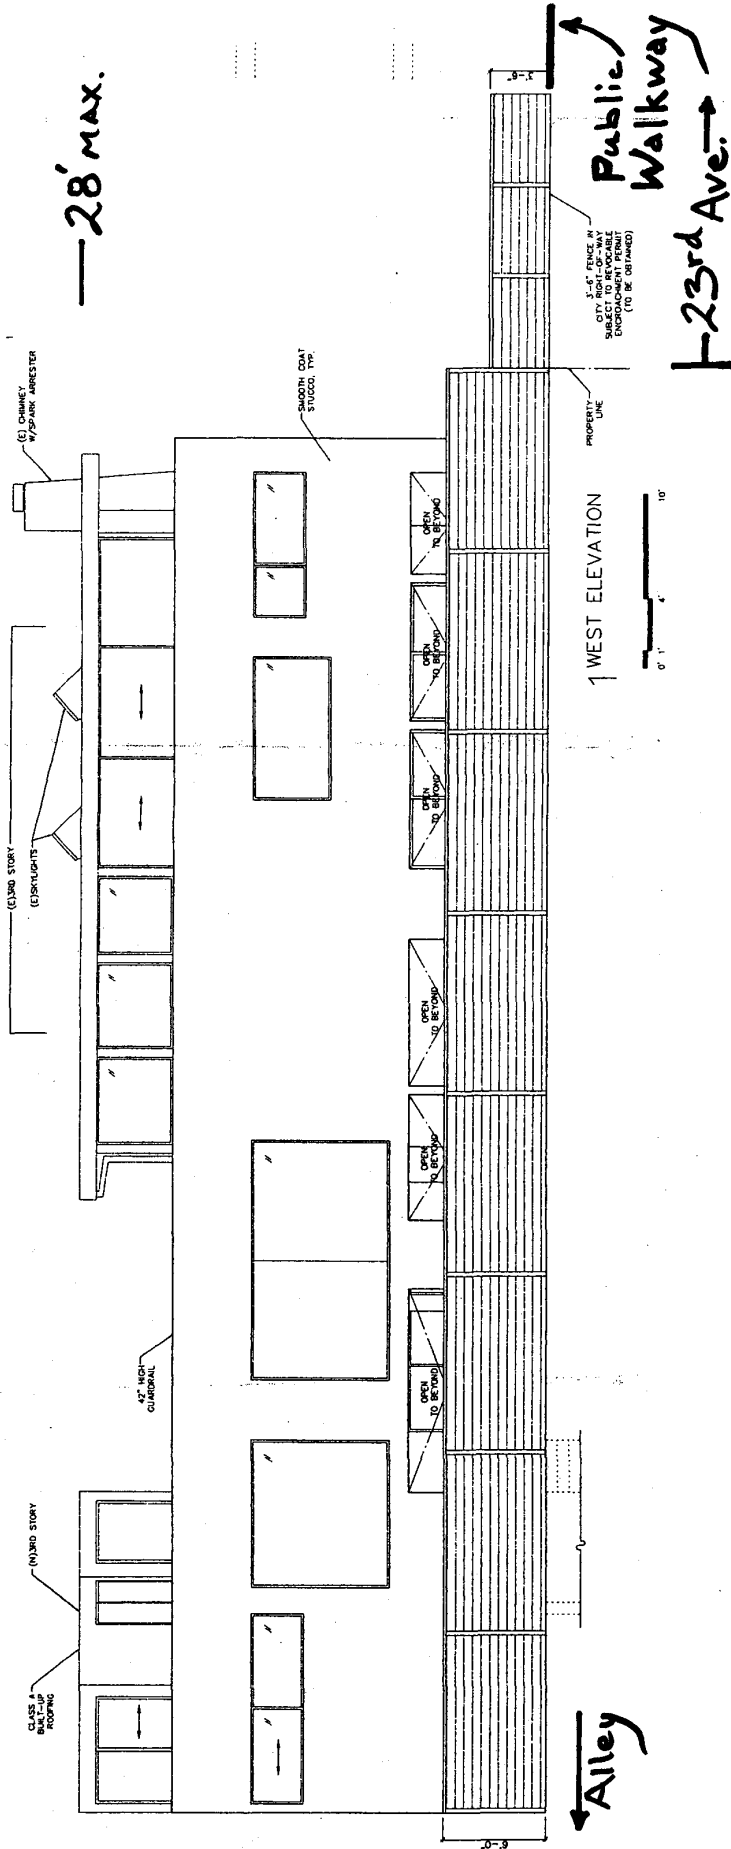 28' MAX.
(E) CHIMNEY
W/SPARK ARRESTER
(E)3RD STORY
(E)SKYLIGHTS
42" HIGH
GUARDRAIL
(N)3RD STORY
CLASS A
BUILT-UP
ROOFING
SMOOTH COAT
STUCCO, TYP.
OPEN
TO BEYOND
OPEN
TO BEYOND
OPEN
TO BEYOND
OPEN
TO BEYOND
OPEN
TO BEYOND
OPEN
TO BEYOND
6'-0"
3'-6"
Alley
1 WEST ELEVATION
0' 1' 4' 10'
PROPERTY
LINE
3'-6" FENCE IN
CITY RIGHT-OF-WAY
SUBJECT TO REVOCABLE
ENCROACHMENT PERMIT
(TO BE OBTAINED)
Public
Walkway
23rd Ave.